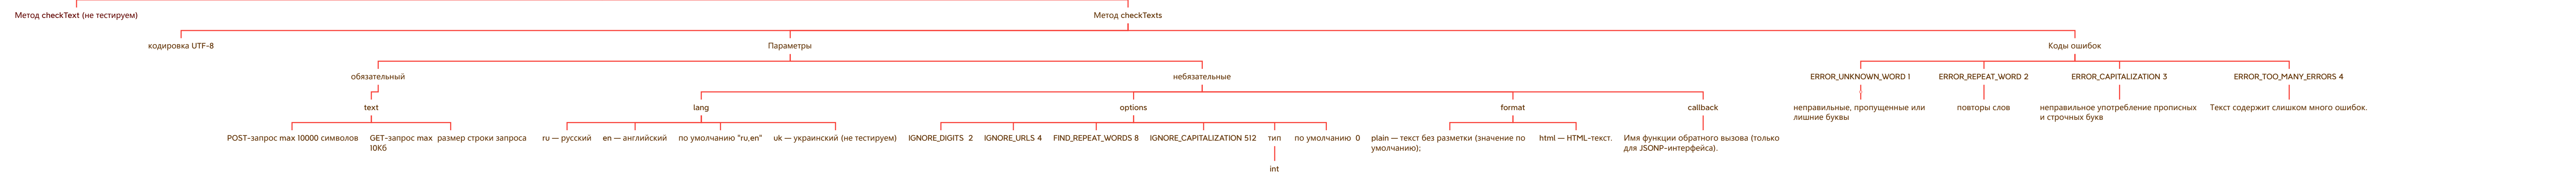 Метод checkText (не тестируем)
Метод checkTexts
кодировка UTF-8
Параметры
Коды ошибок
обязательный
небязательные
ERROR_UNKNOWN_WORD 1
ERROR_REPEAT_WORD 2
ERROR_CAPITALIZATION 3
ERROR_TOO_MANY_ERRORS 4
text
lang
options
format
callback
неправильные, пропущенные или
лишние буквы
повторы слов
неправильное употребление прописных
и строчных букв
Текст содержит слишком много ошибок.
POST-запрос max 10000 символов
GET-запрос max размер строки запроса
10Кб
ru — русский
en — английский
по умолчанию "ru,en"
uk — украинский (не тестируем)
IGNORE_DIGITS 2
IGNORE_URLS 4
FIND_REPEAT_WORDS 8
IGNORE_CAPITALIZATION 512
тип
по умолчанию 0
plain — текст без разметки (значение по
умолчанию);
html — HTML-текст.
Имя функции обратного вызова (только
для JSONP-интерфейса).
int